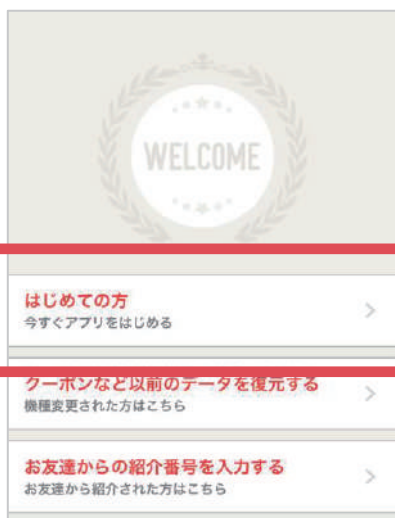 WELCOME
はじめての方
今すぐアプリをはじめる
クーポンなど以前のデータを復元する
機種変更された方はこちら
お友達からの紹介番号を入力する
お友達から紹介された方はこちら